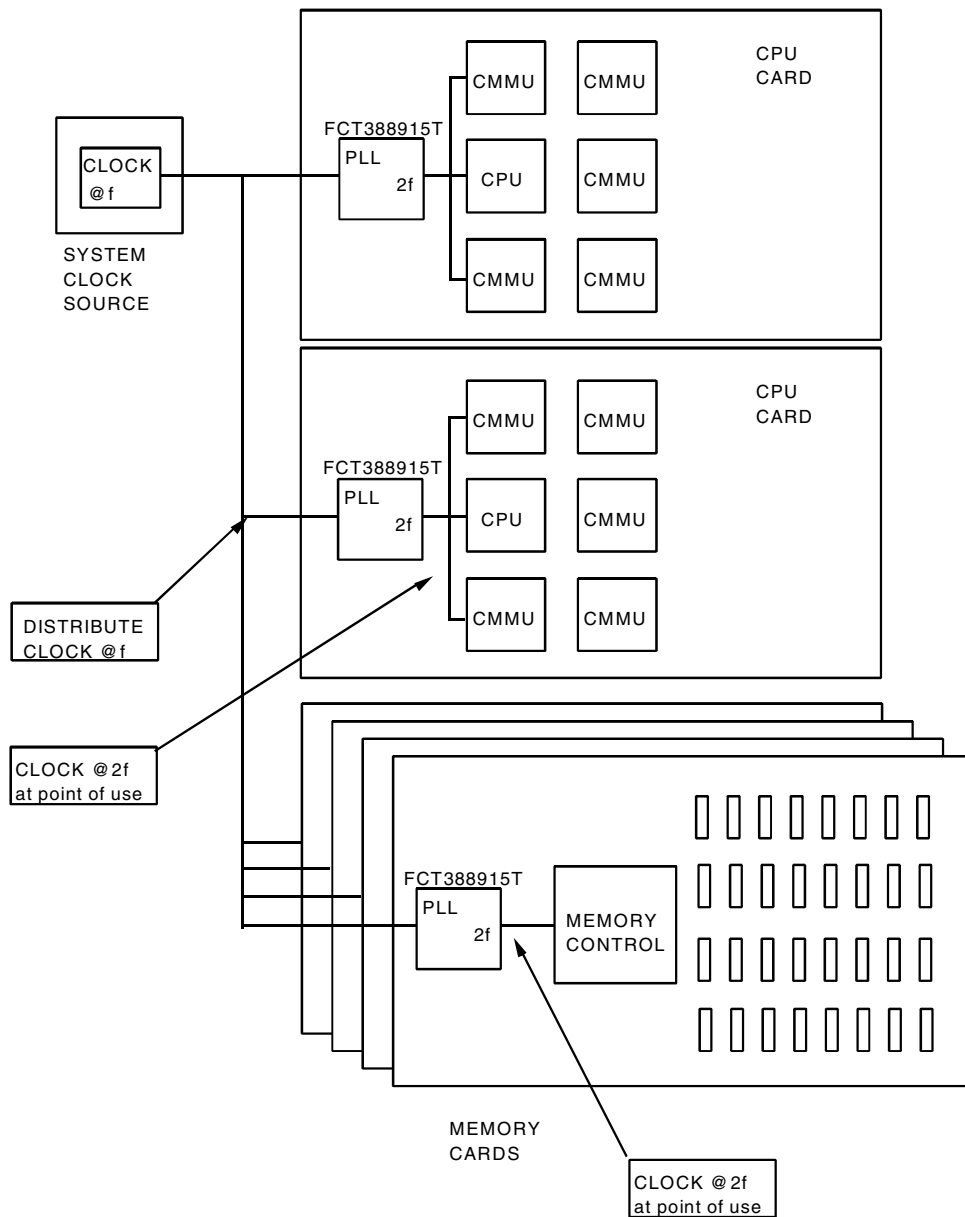 CPU
CARD
CMMU
CMMU
FCT388915T
PLL
2f
CPU
CMMU
CMMU
CMMU
CLOCK
@f
SYSTEM
CLOCK
SOURCE
CPU
CARD
CMMU
CMMU
FCT388915T
PLL
2f
CPU
CMMU
CMMU
CMMU
DISTRIBUTE
CLOCK @f
CLOCK @2f
at point of use
FCT388915T
PLL
2f
MEMORY
CONTROL
MEMORY
CARDS
CLOCK @2f
at point of use